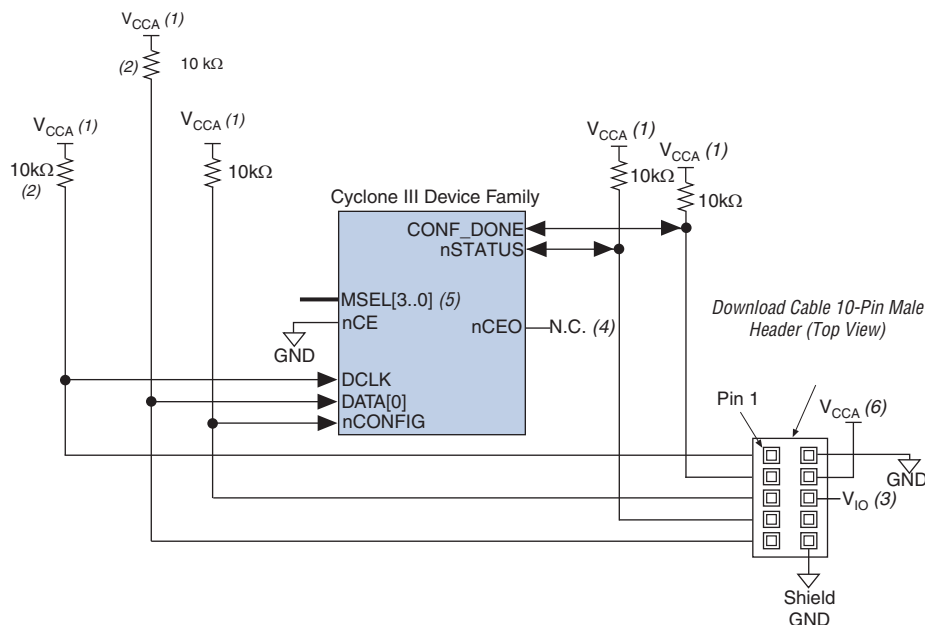 VCCA (1)
(2) 10 kΩ
VCCA (1)
10kΩ
(2)
VCCA (1)
10kΩ
VCCA (1)
10kΩ
VCCA (1)
10kΩ
Cyclone III Device Family
CONF_DONE
nSTATUS
MSEL[3..0] (5)
nCE
GND
nCEO
N.C. (4)
DCLK
DATA[0]
nCONFIG
Download Cable 10-Pin Male
Header (Top View)
Pin 1
VCCA (6)
GND
VIO (3)
Shield
GND